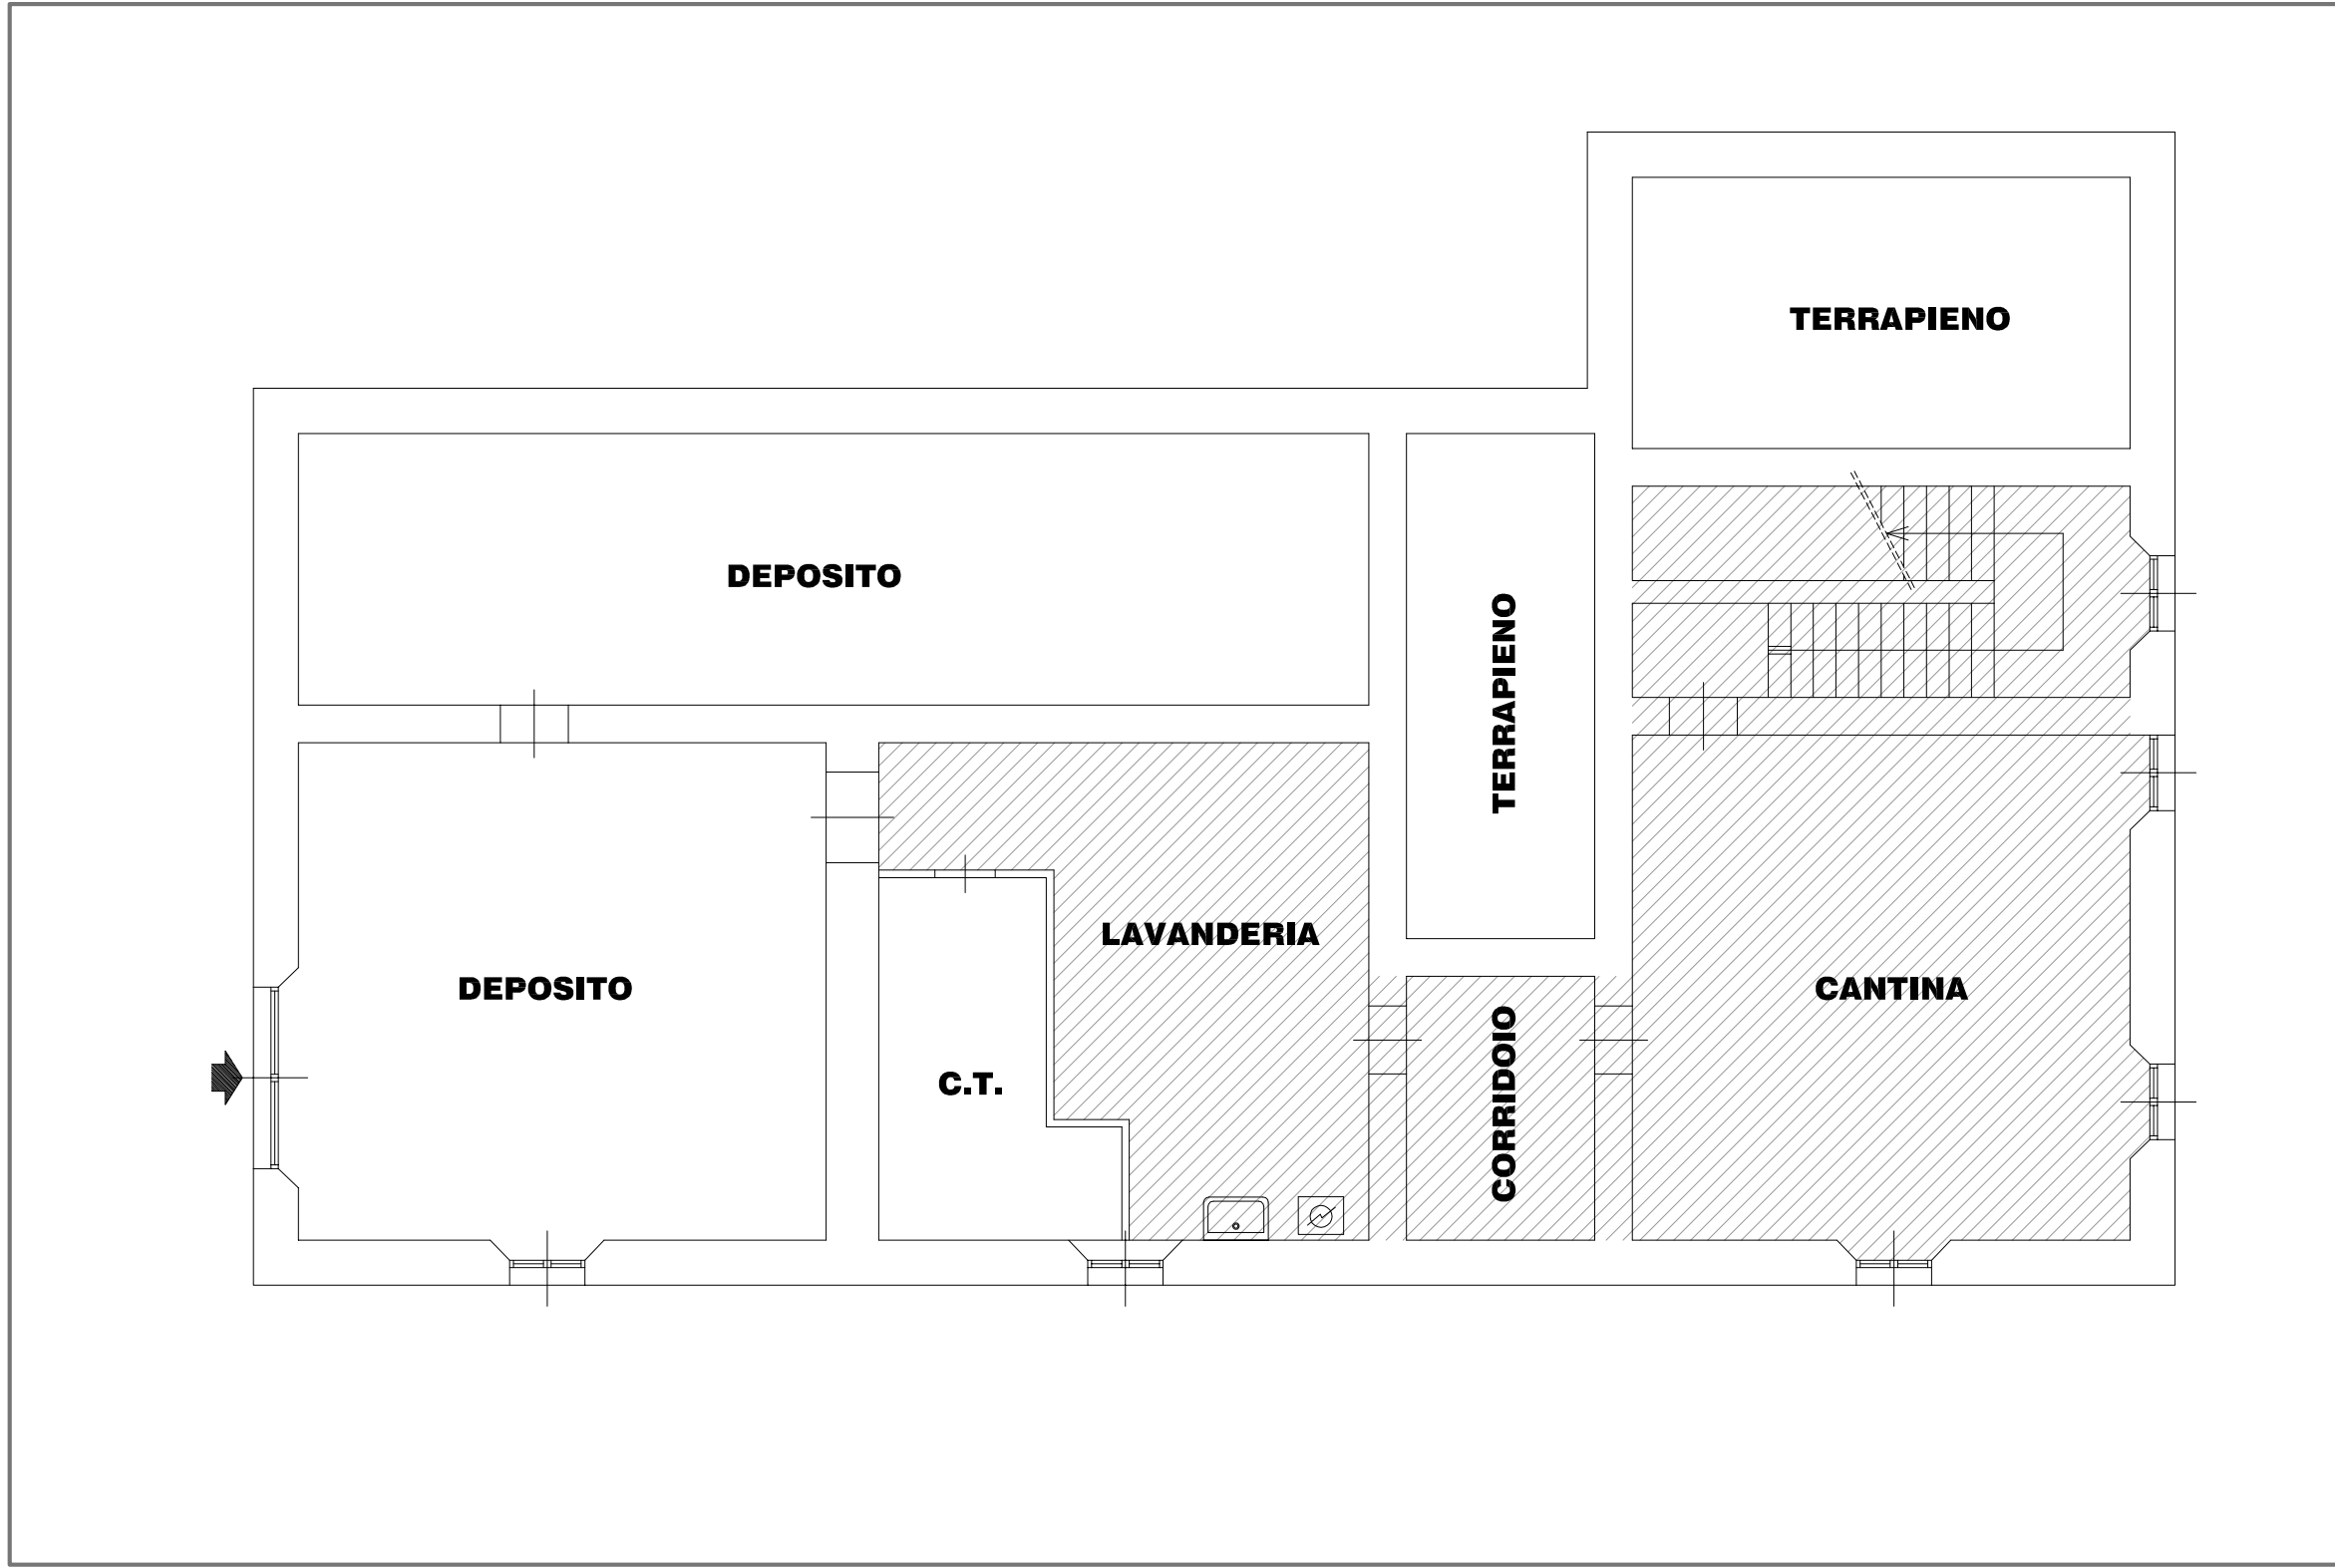 TERRAPIENO
DEPOSITO
TERRAPIENO
LAVANDERIA
DEPOSITO
CANTINA
C.T.
CORRIDOIO